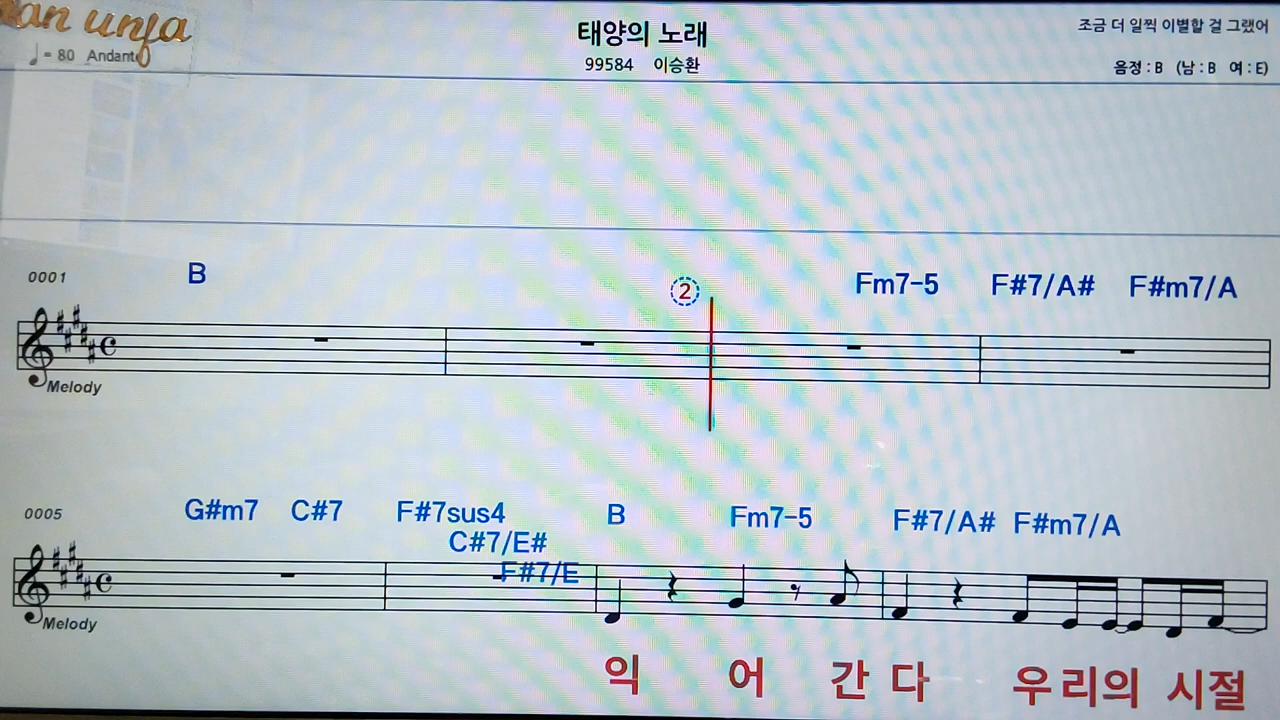 an unfa
♩= 80 Andante
태양의 노래
99584 이승환
조금 더 일찍 이별할 걸 그랬어
음정 : B (남 : B 여 : E)
0001 B ② Fm7-5 F#7/A# F#m7/A
Melody
0005 G#m7 C#7 F#7sus4 B Fm7-5 F#7/A# F#m7/A
C#7/E#
F#7/E
Melody
익 어 간 다 우 리의 시절